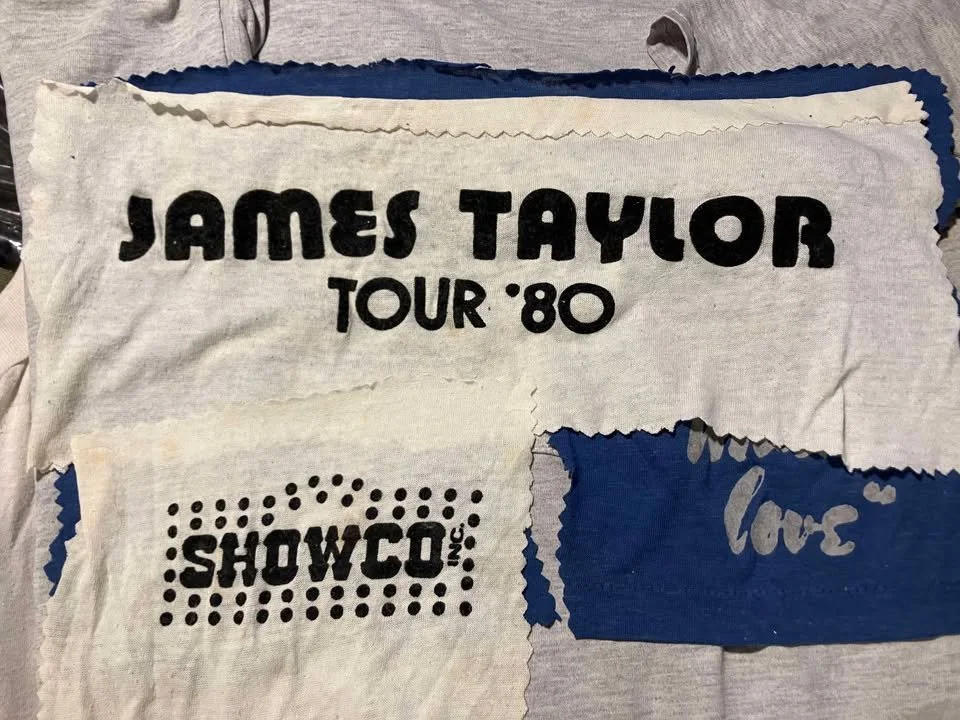 JAMES TAYLOR
TOUR '80
SHOWCO INC.
love"